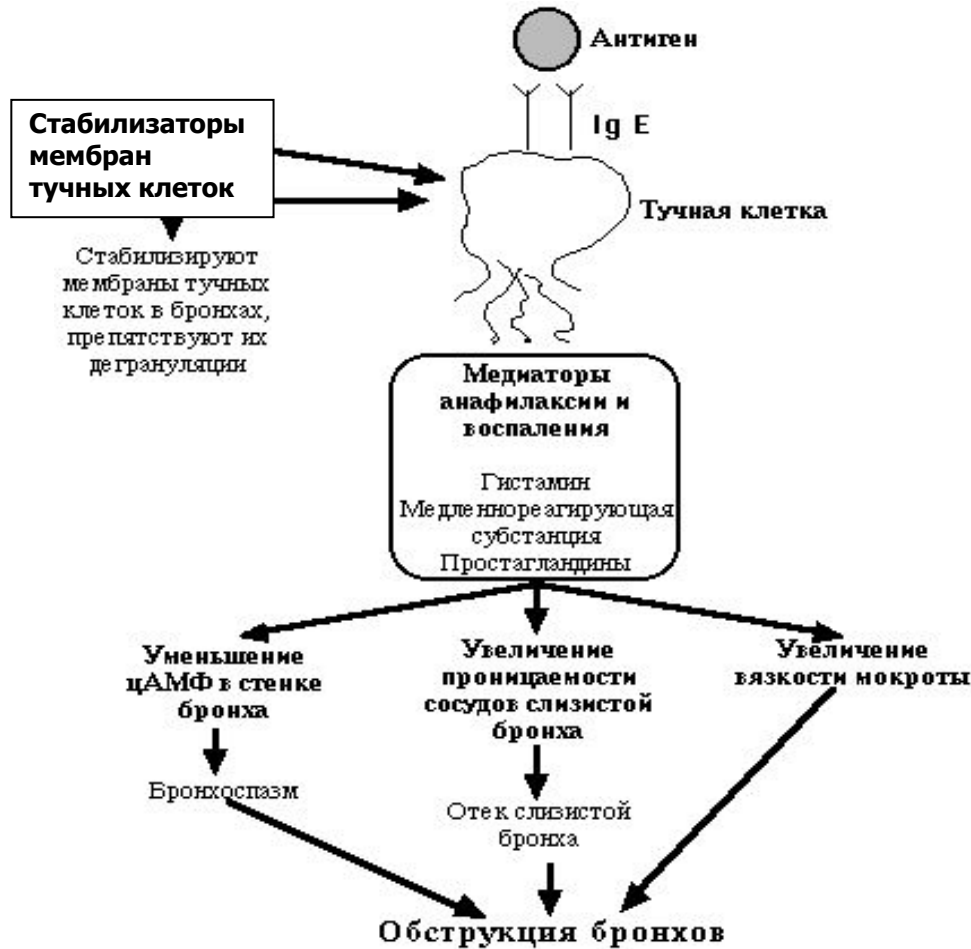 Антиген
Ig E
Стабилизаторы
мембран
тучных клеток
Тучная клетка
Стабилизируют
мембраны тучных
клеток в бронхах,
препятствуют их
дегрануляции
Медиаторы
анафилаксии и
воспаления
Гистамин
Медленнореагирующая
субстанция
Простагландины
Уменьшение
цАМФ в стенке
бронха
Увеличение
проницаемости
сосудов слизистой
бронха
Увеличение
вязкости мокроты
Бронхоспазм
Отек слизистой
бронха
Обструкция бронхов